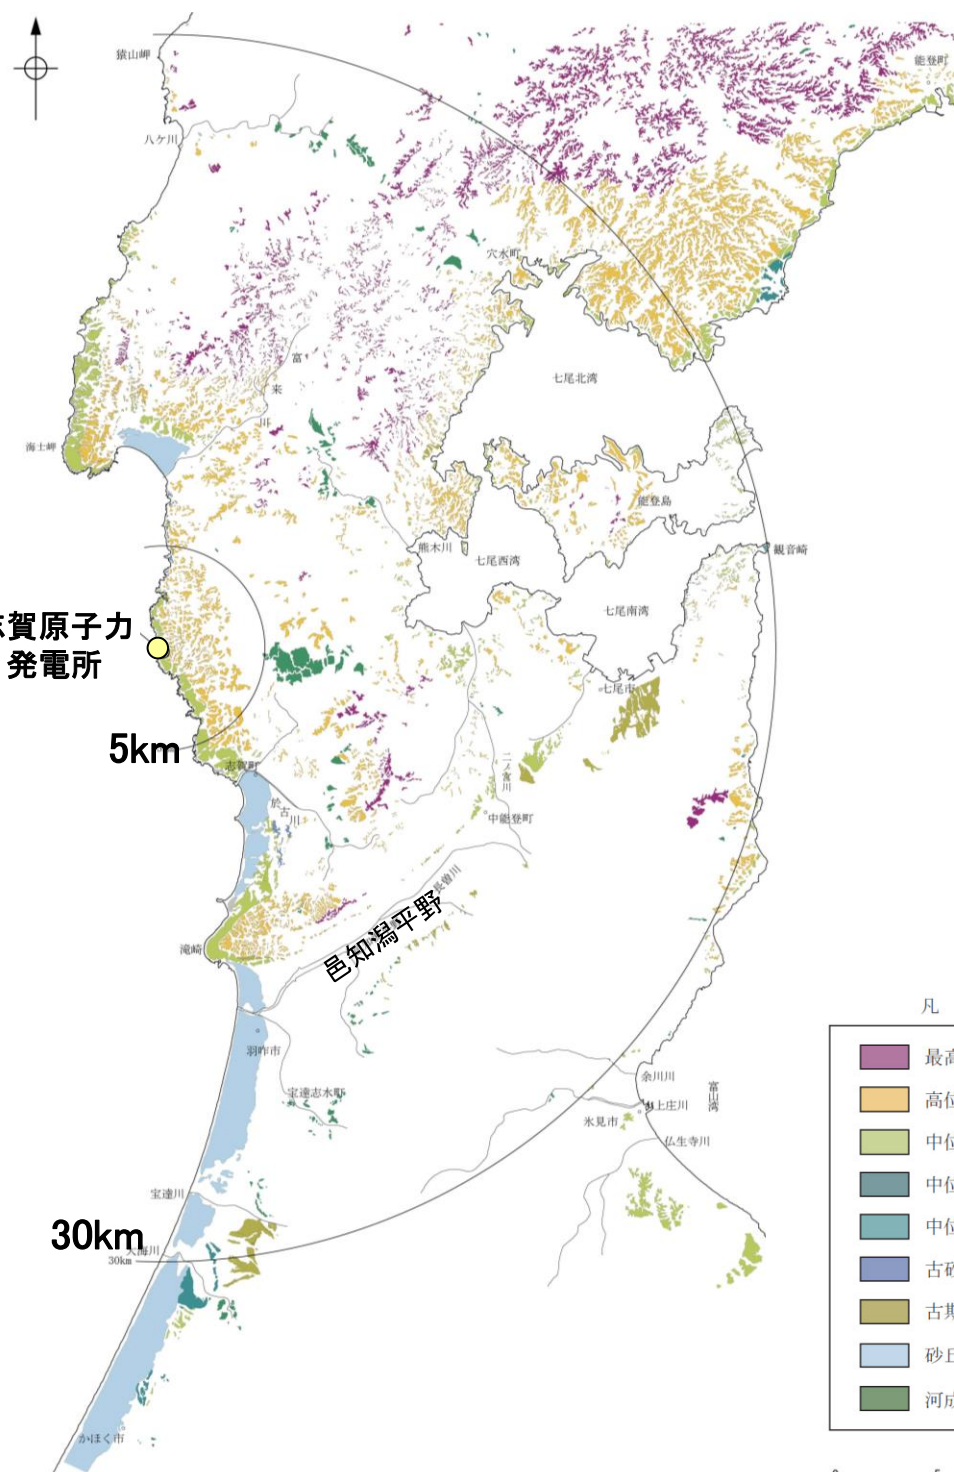 猿山岬
能登町
八ケ川
穴水町
富
来
川
七尾北湾
海士岬
能登島
熊木川
七尾西湾
観音崎
七尾南湾
賀原子力
発電所
七尾市
5km
志賀町
二ノ宮川
於古川
中能登町
長曽川
邑知潟平野
滝崎
羽咋市
宝達志水町
余川川
富山湾
上庄川
氷見市
仏生寺川
宝達川
30km
大海川
30km
かほく市
凡
最高
高位
中位
中位
中位
古砂
古期
砂丘
河成